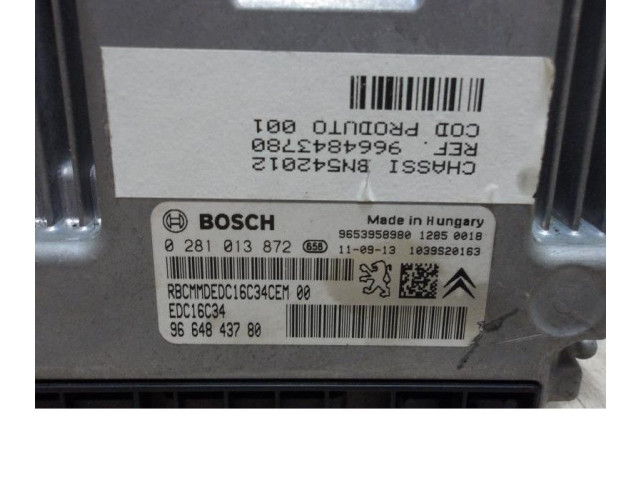 CHASSI BN542012
REF. 9664843780
COD PRODUTO 001
BOSCH
Made in Hungary
9653958980 1285 0018
0 281 013 872 656 11-09-13 1039S20163
RBCMMDEDC16C34CEM 00
EDC16C34
96 648 437 80